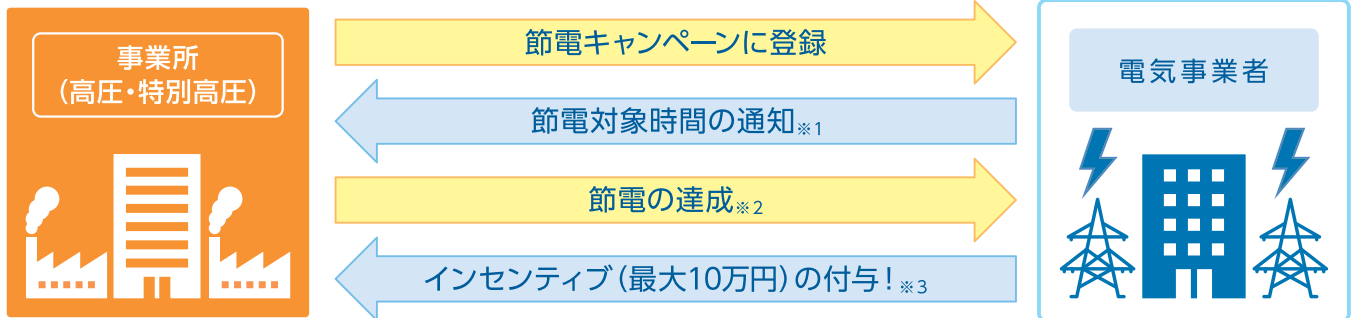 事業所
（高圧・特別高圧）
節電キャンペーンに登録
電気事業者
節電対象時間の通知※1
節電の達成※2
インセンティブ（最大10万円）の付与！※3